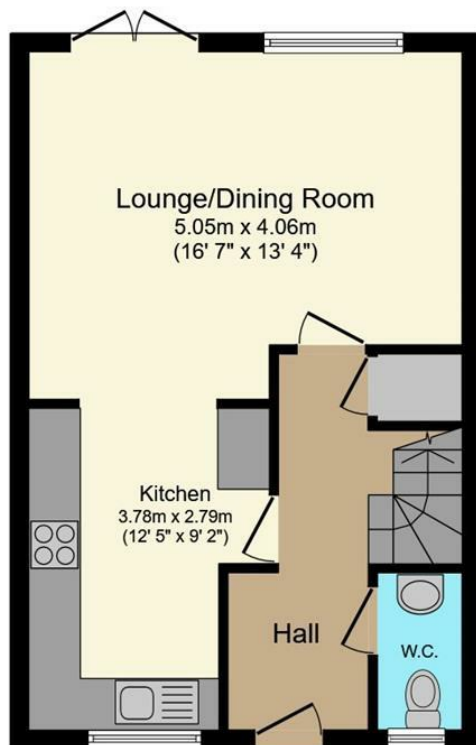 Lounge/Dining Room
5.05m x 4.06m
(16' 7" x 13' 4")
Kitchen
3.78m x 2.79m
(12' 5" x 9' 2")
Hall
W.C.